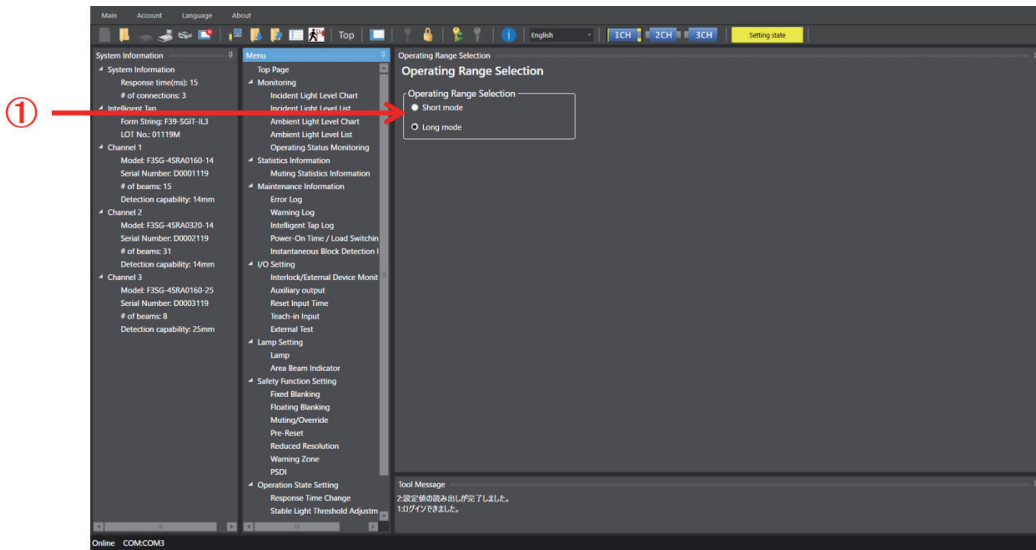 Main Account Language About
Top English 1CH 2CH 3CH Setting state
System Information
System Information
Response time(ms): 15
# of connections: 3
Intelligent Tap
Form String: F39-SGIT-IL3
LOT No.: 01119M
Channel 1
Model: F3SG-4SRA0160-14
Serial Number: D0001119
# of beams: 15
Detection capability: 14mm
Channel 2
Model: F3SG-4SRA0320-14
Serial Number: D0002119
# of beams: 31
Detection capability: 14mm
Channel 3
Model: F3SG-4SRA0160-25
Serial Number: D0003119
# of beams: 8
Detection capability: 25mm
Menu
Top Page
Monitoring
Incident Light Level Chart
Incident Light Level List
Ambient Light Level Chart
Ambient Light Level List
Operating Status Monitoring
Statistics Information
Muting Statistics Information
Maintenance Information
Error Log
Warning Log
Intelligent Tap Log
Power-On Time / Load Switchin
Instantaneous Block Detection I
I/O Setting
Interlock/External Device Monit
Auxiliary output
Reset Input Time
Teach-in Input
External Test
Lamp Setting
Lamp
Area Beam Indicator
Safety Function Setting
Fixed Blanking
Floating Blanking
Muting/Override
Pre-Reset
Reduced Resolution
Warning Zone
PSDI
Operation State Setting
Response Time Change
Stable Light Threshold Adjustm
Operating Range Selection
Operating Range Selection
Operating Range Selection
①
Short mode
Long mode
Tool Message
2:設定値の読み出しが完了しました。
1:ログインできました。
Online COM:COM3